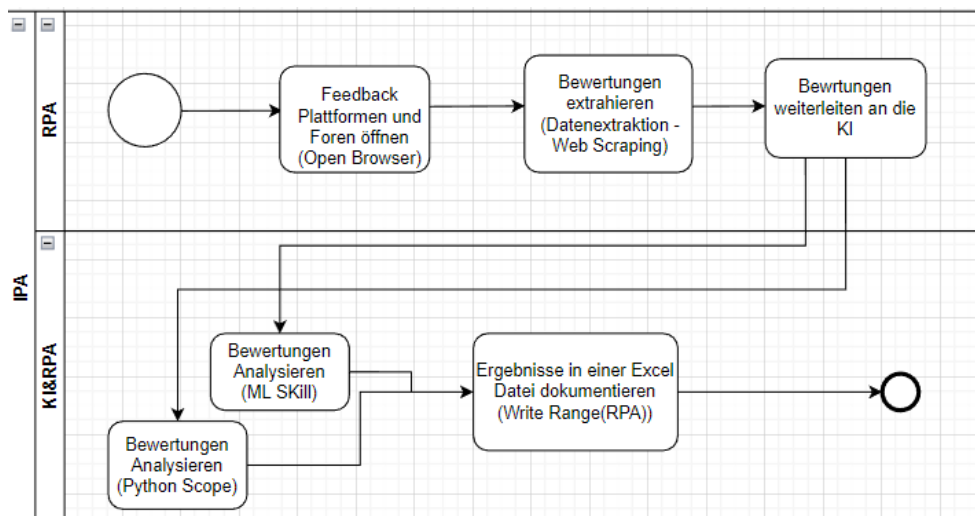 IPA
RPA
Feedback
Plattformen und
Foren öffnen
(Open Browser)
Bewertungen
extrahieren
(Datenextraktion -
Web Scraping)
Bewrtungen
weiterleiten an die
KI
KI&RPA
Bewertungen
Analysieren
(ML SKill)
Bewertungen
Analysieren
(Python Scope)
Ergebnisse in einer Excel
Datei dokumentieren
(Write Range(RPA))